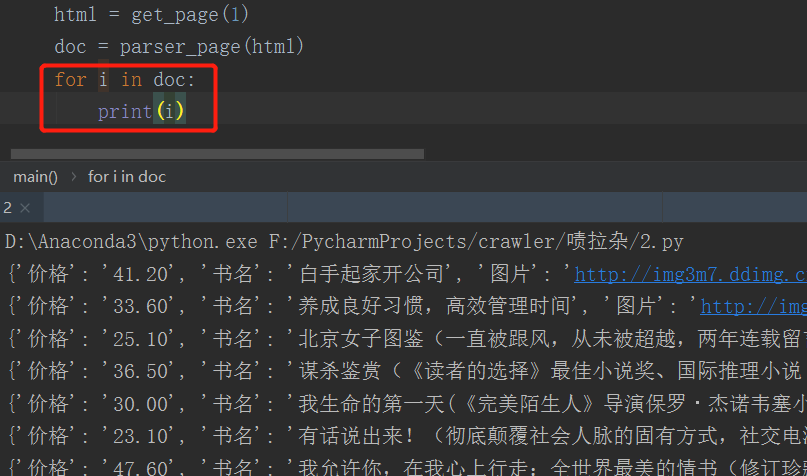 html = get_page(1)
doc = parser_page(html)
for i in doc:
print(i)
main() › for i in doc
2 ×
D:\Anaconda3\python.exe F:/PycharmProjects/crawler/啧拉杂/2.py
{'价格': '41.20', '书名': '白手起家开公司', '图片': 'http://img3m7.ddimg.c
{'价格': '33.60', '书名': '养成良好习惯，高效管理时间', '图片': 'http://img
{'价格': '25.10', '书名': '北京女子图鉴（一直被跟风，从未被超越，两年连载留
{'价格': '36.50', '书名': '谋杀鉴赏（《读者的选择》最佳小说奖、国际推理小说
{'价格': '30.00', '书名': '我生命的第一天(《完美陌生人》导演保罗·杰诺韦塞小
{'价格': '23.10', '书名': '有话说出来！（彻底颠覆社会人脉的固有方式，社交电
{'价格': '47.60', '书名': '我允许你，在我心上行走：全世界最美的情书（修订珍